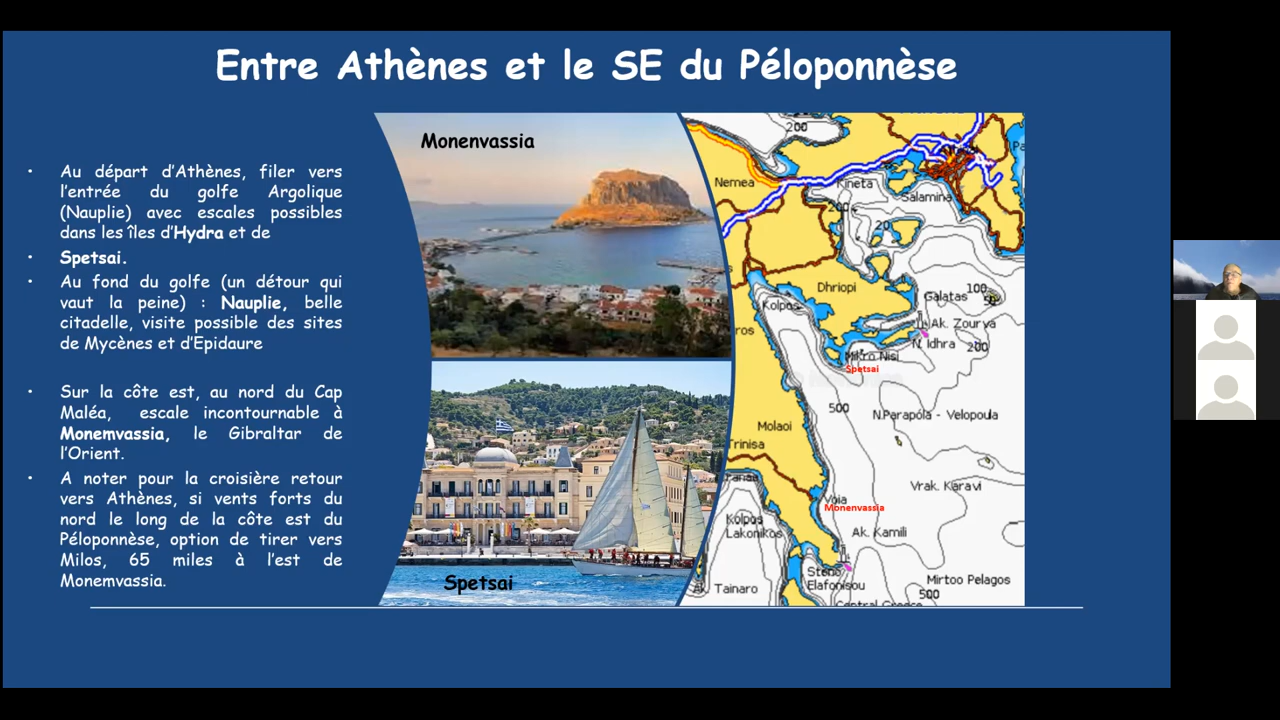 Entre Athènes et le SE du Péloponnèse
• Au départ d'Athènes, filer vers
l'entrée du golfe Argolique
(Nauplie) avec escales possibles
dans les îles d'Hydra et de
• Spetsai.
• Au fond du golfe (un détour qui
vaut la peine) : Nauplie, belle
citadelle, visite possible des sites
de Mycènes et d'Epidaure
• Sur la côte est, au nord du Cap
Maléa, escale incontournable à
Monemvassia, le Gibraltar de
l'Orient.
• A noter pour la croisière retour
vers Athènes, si vents forts du
nord le long de la côte est du
Péloponnèse, option de tirer vers
Milos, 65 miles à l'est de
Monemvassia.
Monenvassia
Spetsai
200
Nemea
Kineta
Salamina
Dhriopi
Kolpos
Galatas
100
Ak. Zourva
N. Idhra
200
Mikro Nisi
Spetsai
500
N.Parapóla - Velopoula
Molaoi
Trinisa
Vrak. Karavi
Voia
Monenvassia
Kolpos
Lakonikos
Ak. Kamili
Steno
Elafonisou
Ak. Tainaro
Mirtoo Pelagos
500
Central Greece